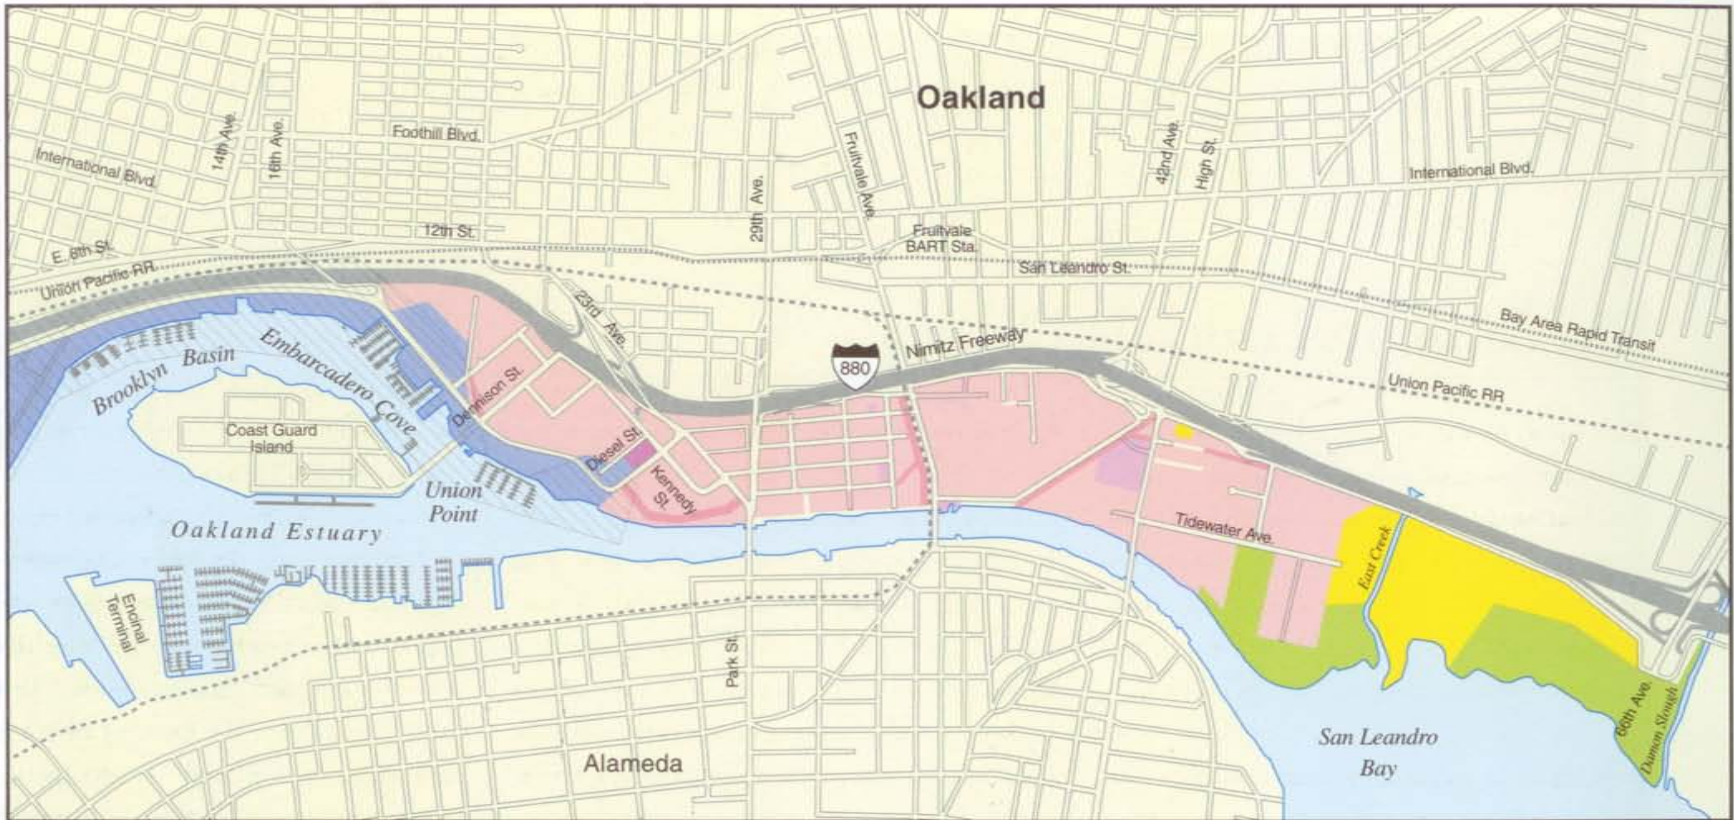 Oakland
14th Ave.
16th Ave.
Foothill Blvd.
International Blvd.
Fruitvale Ave.
42nd Ave.
High St.
International Blvd.
29th Ave.
12th St.
E. 8th St.
Fruitvale
BART Sta.
San Leandro St.
Union Pacific RR
23rd Ave.
Bay Area Rapid Transit
Nimitz Freeway
880
Union Pacific RR
Brooklyn Basin
Embarcadero Cove
Dennison St.
Coast Guard
Island
Diesel St.
Kennedy
St.
Union
Point
Oakland Estuary
Tidewater Ave.
East Creek
Encinal
Terminal
Park St.
66th Ave.
Damon Slough
San Leandro
Bay
Alameda